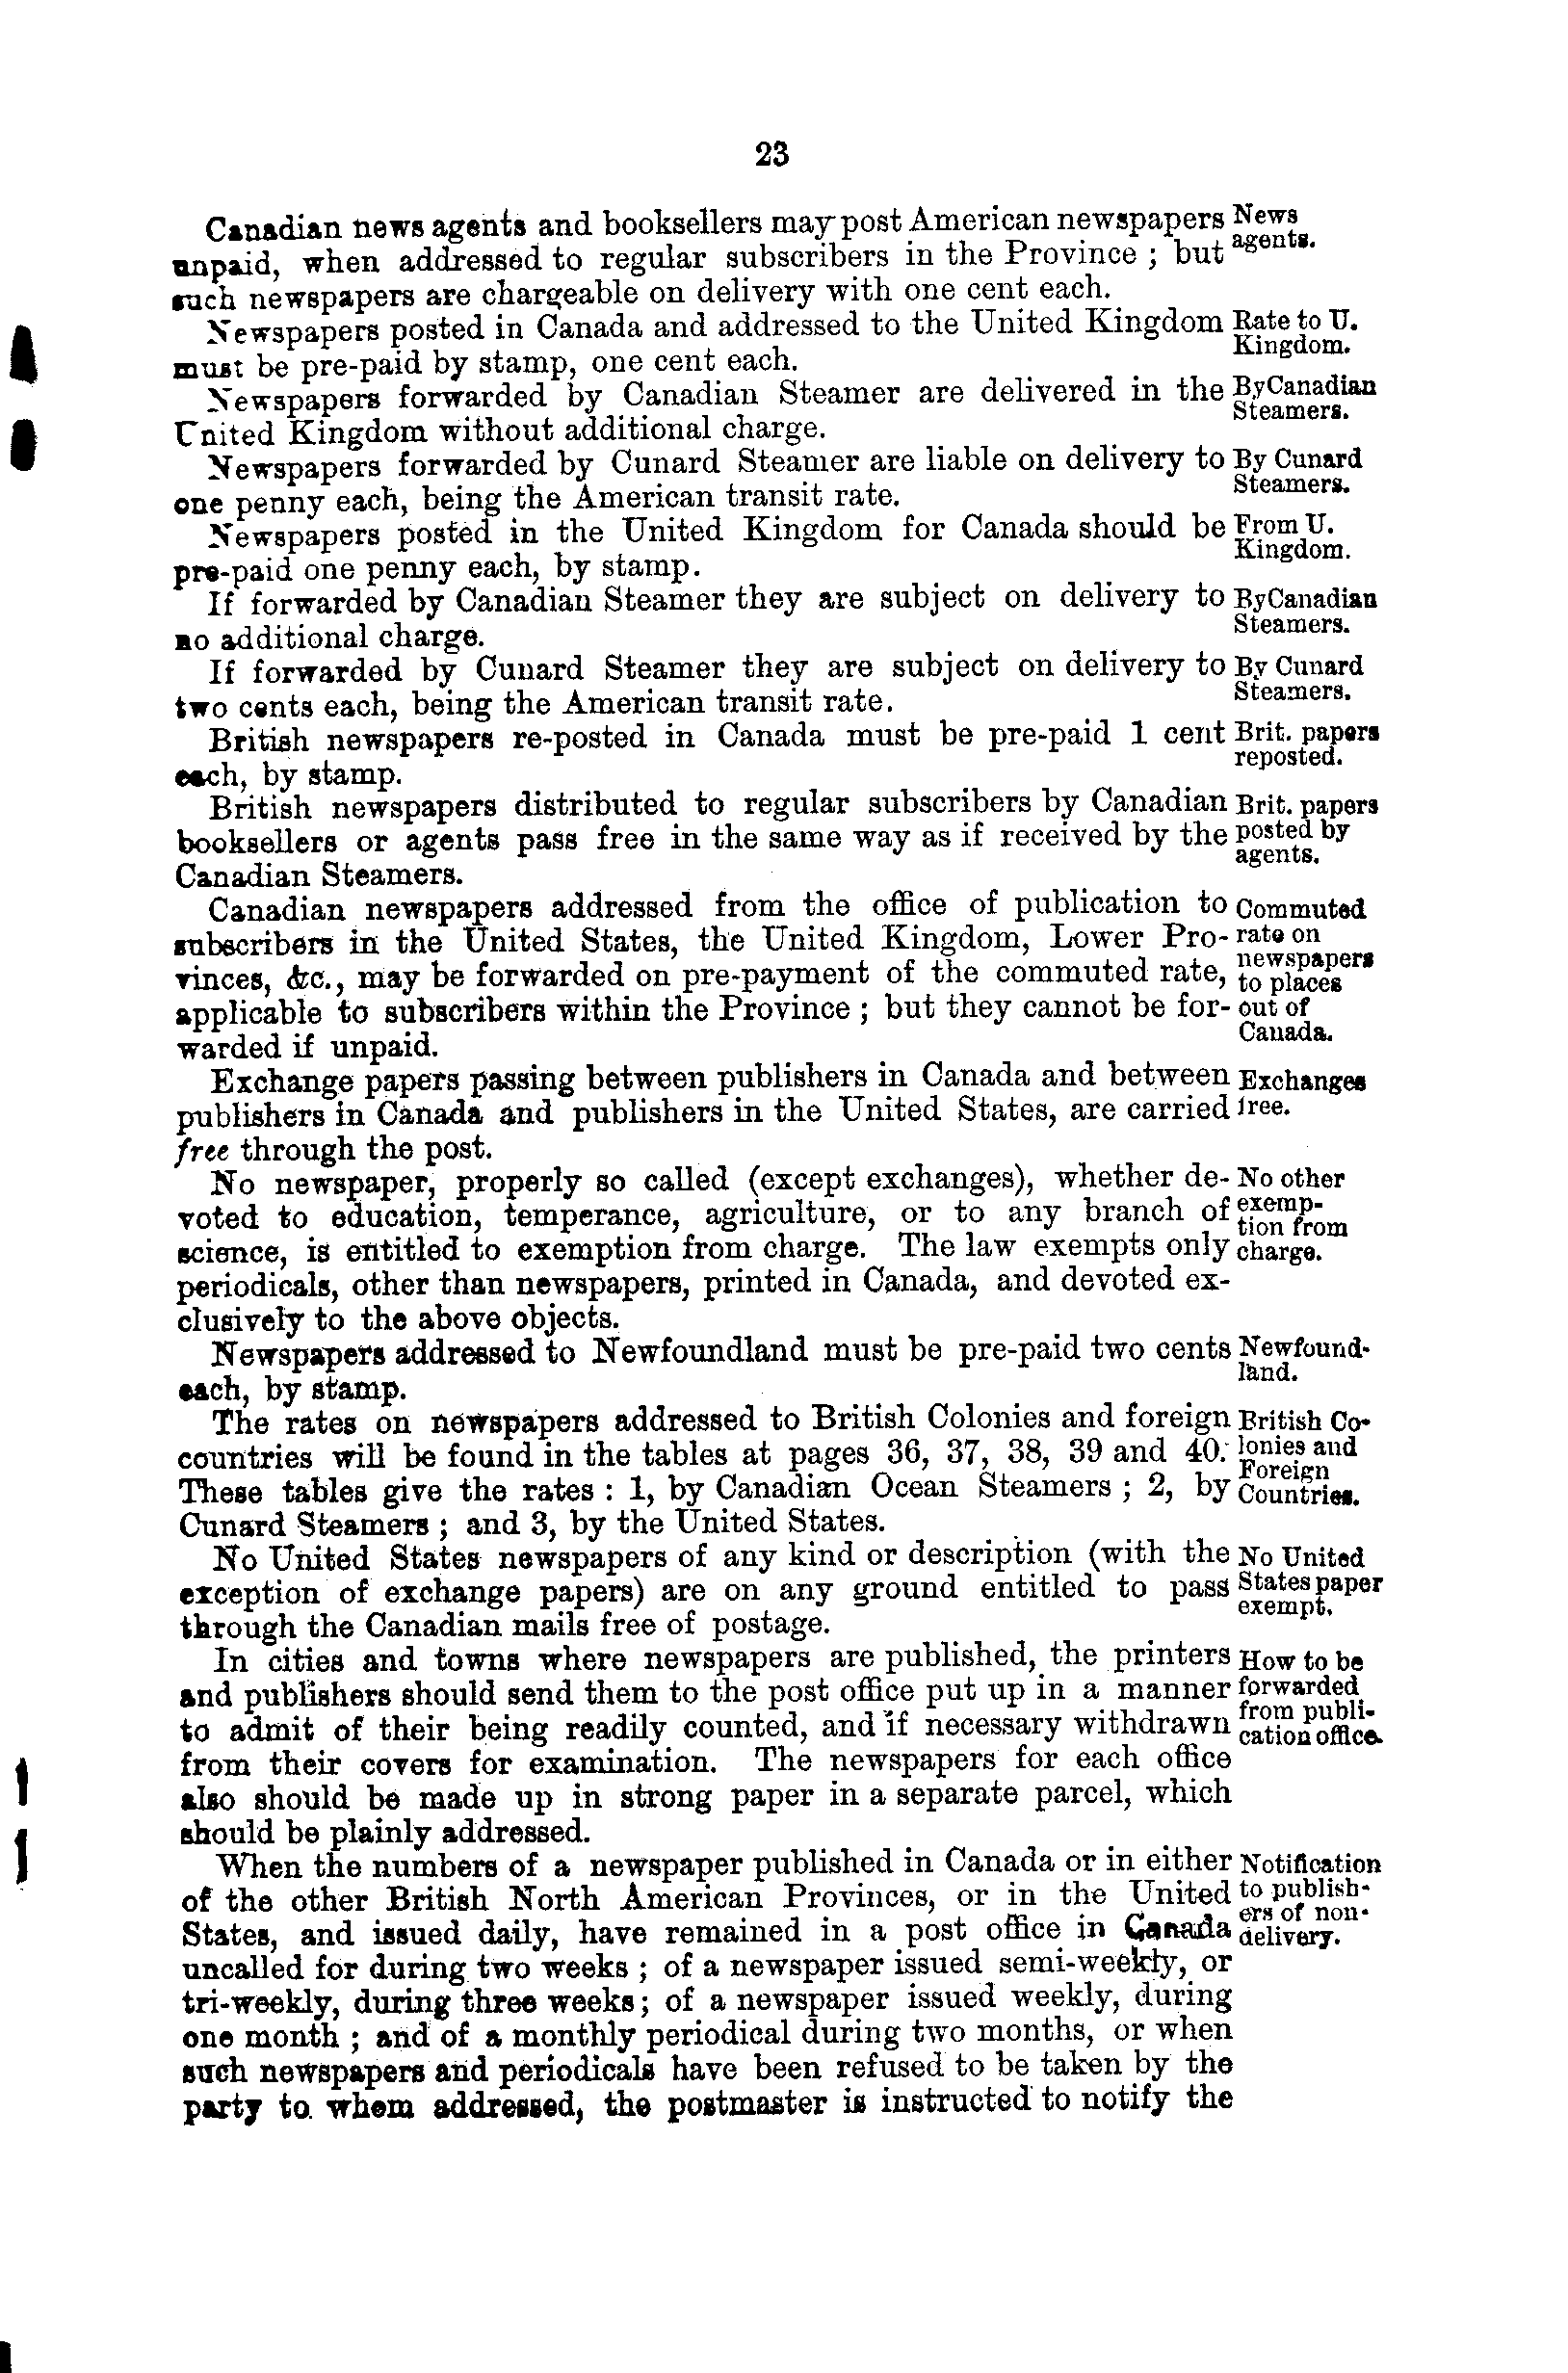 23
Canadian news agents and booksellers may post American newspapers
unpaid, when addressed to regular subscribers in the Province ; but
such newspapers are chargeable on delivery with one cent each.
News
agents.
Newspapers posted in Canada and addressed to the United Kingdom
must be pre-paid by stamp, one cent each.
Rate to U.
Kingdom.
Newspapers forwarded by Canadian Steamer are delivered in the
United Kingdom without additional charge.
By Canadian
Steamers.
Newspapers forwarded by Cunard Steamer are liable on delivery to
one penny each, being the American transit rate.
By Cunard
Steamers.
Newspapers posted in the United Kingdom for Canada should be
pre-paid one penny each, by stamp.
From U.
Kingdom.
If forwarded by Canadian Steamer they are subject on delivery to
no additional charge.
By Canadian
Steamers.
If forwarded by Cunard Steamer they are subject on delivery to
two cents each, being the American transit rate.
By Cunard
Steamers.
British newspapers re-posted in Canada must be pre-paid 1 cent
each, by stamp.
Brit. papers
reposted.
British newspapers distributed to regular subscribers by Canadian
booksellers or agents pass free in the same way as if received by the
Canadian Steamers.
Brit. papers
posted by
agents.
Canadian newspapers addressed from the office of publication to
subscribers in the United States, the United Kingdom, Lower Pro-
vinces, &c., may be forwarded on pre-payment of the commuted rate,
applicable to subscribers within the Province ; but they cannot be for-
warded if unpaid.
Commuted
rate on
newspapers
to places
out of
Canada.
Exchange papers passing between publishers in Canada and between
publishers in Canada and publishers in the United States, are carried
free through the post.
Exchanges
free.
No newspaper, properly so called (except exchanges), whether de-
voted to education, temperance, agriculture, or to any branch of
science, is entitled to exemption from charge. The law exempts only
periodicals, other than newspapers, printed in Canada, and devoted ex-
clusively to the above objects.
No other
exemp-
tion from
charge.
Newspapers addressed to Newfoundland must be pre-paid two cents
each, by stamp.
Newfound-
land.
The rates on newspapers addressed to British Colonies and foreign
countries will be found in the tables at pages 36, 37, 38, 39 and 40.
These tables give the rates : 1, by Canadian Ocean Steamers ; 2, by
Cunard Steamers ; and 3, by the United States.
British Co-
lonies and
Foreign
Countries.
No United States newspapers of any kind or description (with the
exception of exchange papers) are on any ground entitled to pass
through the Canadian mails free of postage.
No United
States paper
exempt.
In cities and towns where newspapers are published, the printers
and publishers should send them to the post office put up in a manner
to admit of their being readily counted, and if necessary withdrawn
from their covers for examination. The newspapers for each office
also should be made up in strong paper in a separate parcel, which
should be plainly addressed.
How to be
forwarded
from publi-
cation office.
When the numbers of a newspaper published in Canada or in either
of the other British North American Provinces, or in the United
States, and issued daily, have remained in a post office in Canada
uncalled for during two weeks ; of a newspaper issued semi-weekly, or
tri-weekly, during three weeks ; of a newspaper issued weekly, during
one month ; and of a monthly periodical during two months, or when
such newspapers and periodicals have been refused to be taken by the
party to whom addressed, the postmaster is instructed to notify the
Notification
to publish-
ers of non-
delivery.